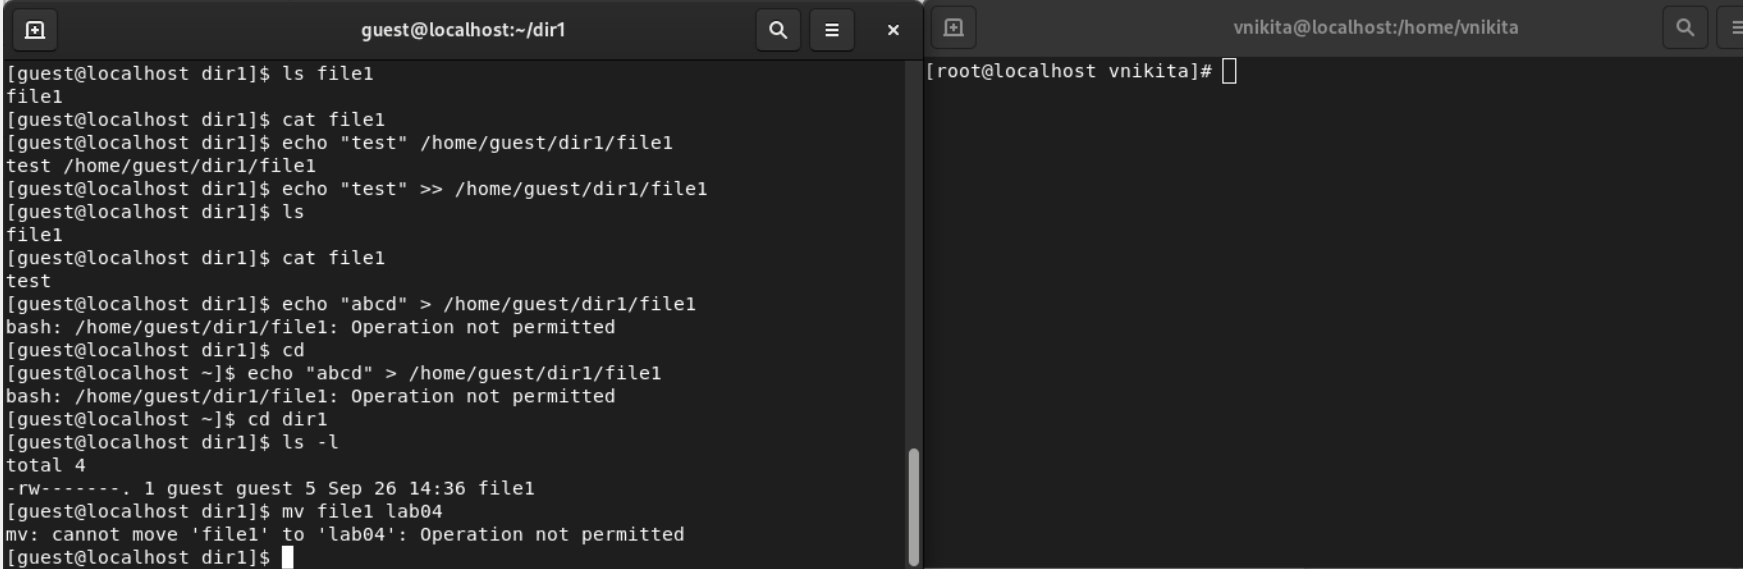 guest@localhost:~/dir1
[guest@localhost dir1]$ ls file1
file1
[guest@localhost dir1]$ cat file1
[guest@localhost dir1]$ echo "test" /home/guest/dir1/file1
test /home/guest/dir1/file1
[guest@localhost dir1]$ echo "test" >> /home/guest/dir1/file1
[guest@localhost dir1]$ ls
file1
[guest@localhost dir1]$ cat file1
test
[guest@localhost dir1]$ echo "abcd" > /home/guest/dir1/file1
bash: /home/guest/dir1/file1: Operation not permitted
[guest@localhost dir1]$ cd
[guest@localhost ~]$ echo "abcd" > /home/guest/dir1/file1
bash: /home/guest/dir1/file1: Operation not permitted
[guest@localhost ~]$ cd dir1
[guest@localhost dir1]$ ls -l
total 4
-rw-------. 1 guest guest 5 Sep 26 14:36 file1
[guest@localhost dir1]$ mv file1 lab04
mv: cannot move 'file1' to 'lab04': Operation not permitted
[guest@localhost dir1]$
vnikita@localhost:/home/vnikita
[root@localhost vnikita]#